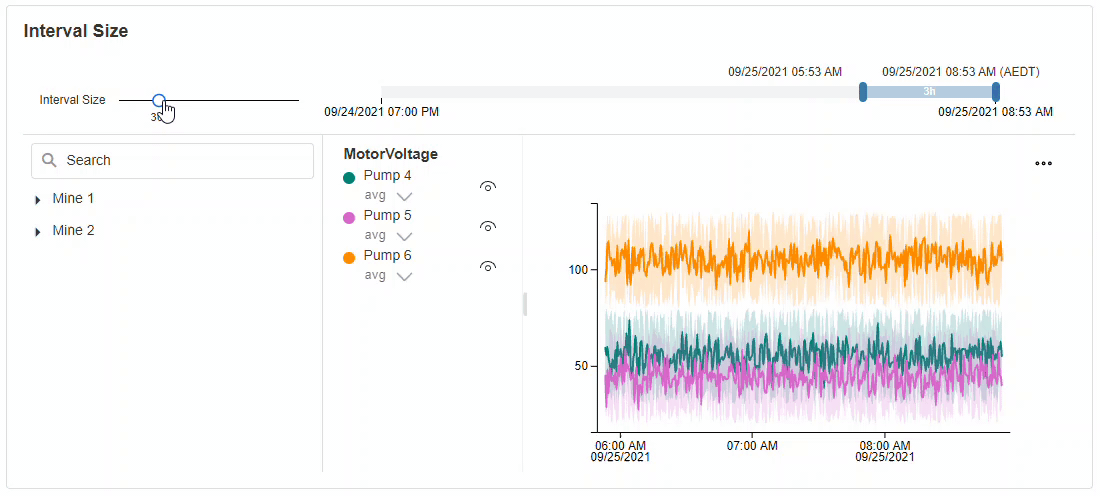 Interval Size
09/25/2021 05:53 AM
09/25/2021 08:53 AM (AEDT)
Interval Size
3h
09/24/2021 07:00 PM
09/25/2021 08:53 AM
Search
Mine 1
Mine 2
MotorVoltage
Pump 4
avg
Pump 5
avg
Pump 6
avg
100
50
06:00 AM
09/25/2021
07:00 AM
08:00 AM
09/25/2021